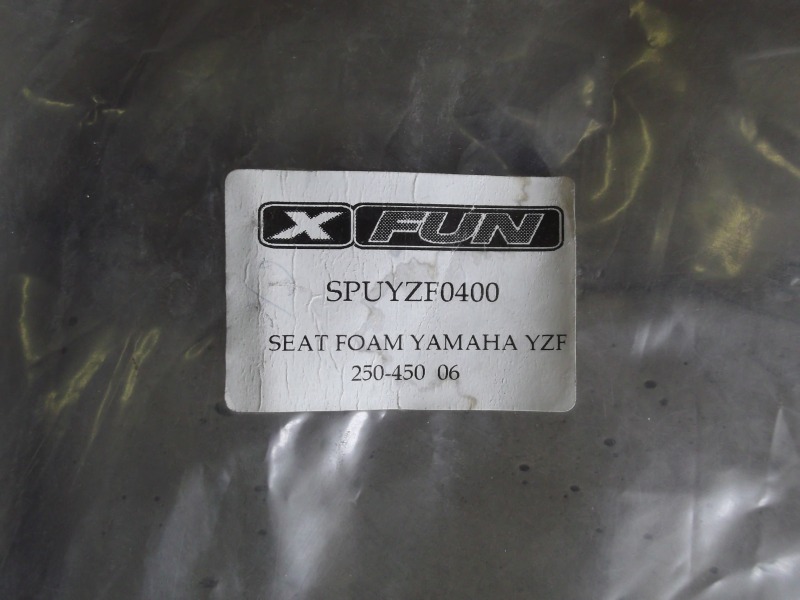 X FUN
SPUYZF0400
SEAT FOAM YAMAHA YZF
250-450 06